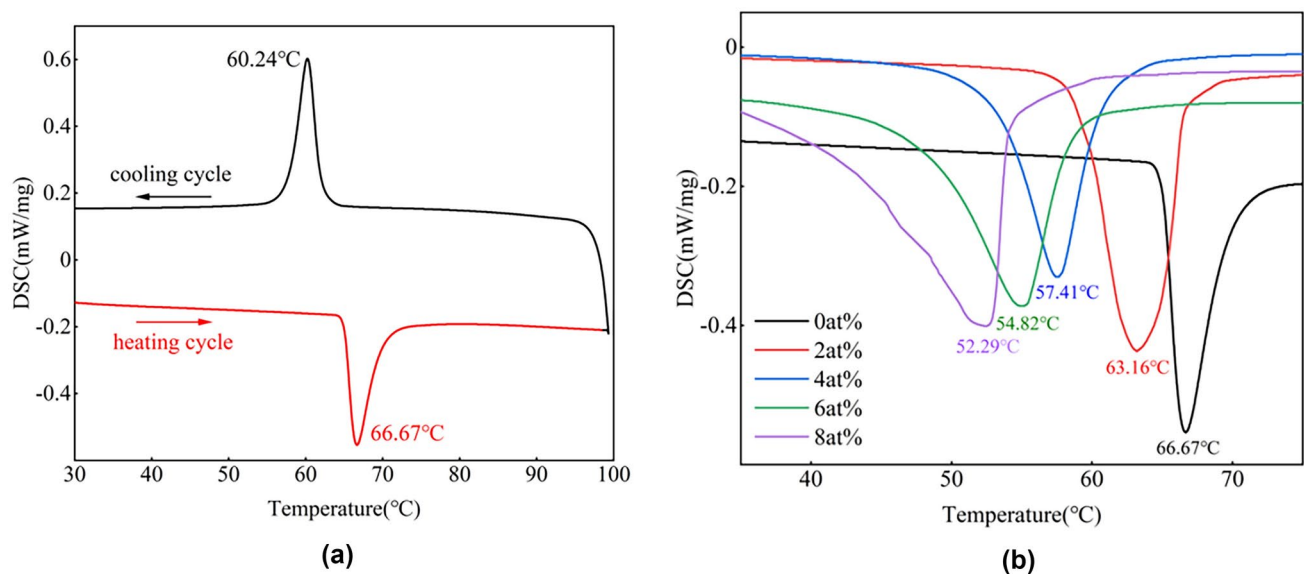 60.24℃
0.6
0.4
cooling cycle
0.2
0
DSC(mW/mg)
-0.2
heating cycle
-0.4
66.67℃
30 40 50 60 70 80 90 100
Temperature(℃)
(a)
0
-0.2
DSC(mW/mg)
-0.4
57.41℃
0at%
54.82℃
2at%
52.29℃
63.16℃
4at%
6at%
8at%
66.67℃
40 50 60 70
Temperature(℃)
(b)